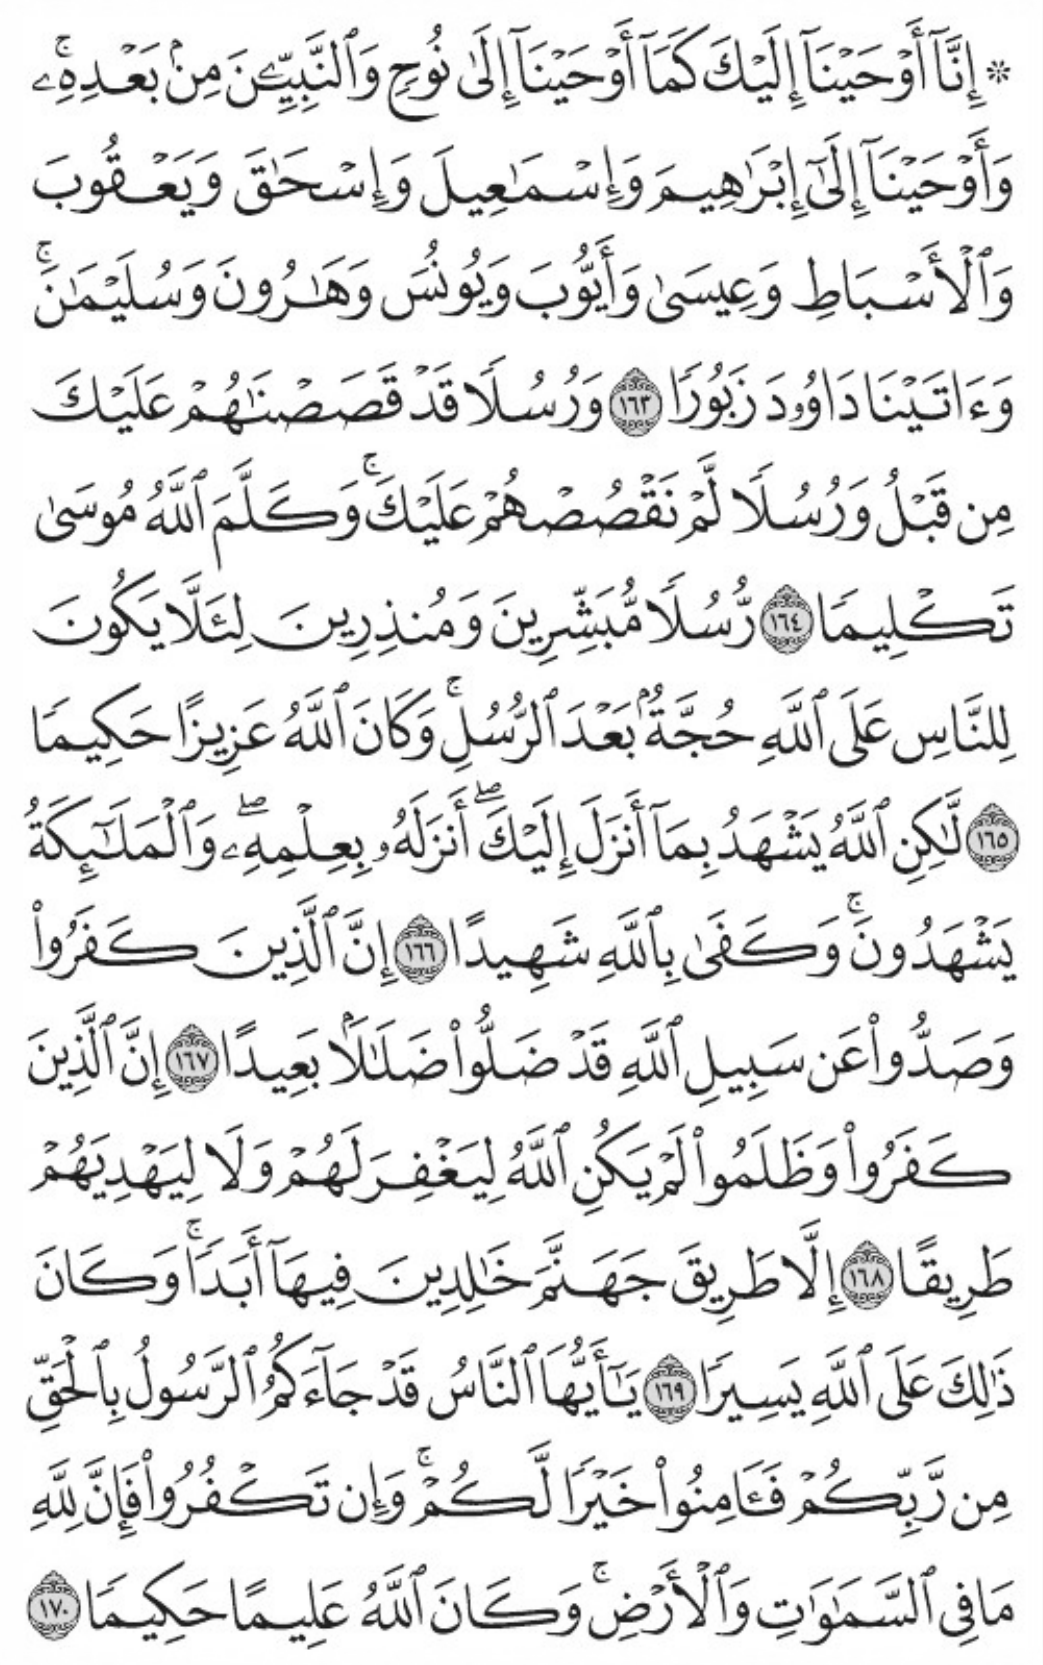 ۞ إِنَّآ أَوْحَيْنَآ إِلَيْكَ كَمَآ أَوْحَيْنَآ إِلَىٰ نُوحٍ وَٱلنَّبِيِّـۧنَ مِنۢ بَعْدِهِۦۚ
وَأَوْحَيْنَآ إِلَىٰٓ إِبْرَٰهِيمَ وَإِسْمَٰعِيلَ وَإِسْحَٰقَ وَيَعْقُوبَ
وَٱلْأَسْبَاطِ وَعِيسَىٰ وَأَيُّوبَ وَيُونُسَ وَهَٰرُونَ وَسُلَيْمَٰنَۚ
وَءَاتَيْنَا دَاوُۥدَ زَبُورًا ١٦٣ وَرُسُلًا قَدْ قَصَصْنَٰهُمْ عَلَيْكَ
مِن قَبْلُ وَرُسُلًا لَّمْ نَقْصُصْهُمْ عَلَيْكَۚ وَكَلَّمَ ٱللَّهُ مُوسَىٰ
تَكْلِيمًا ١٦٤ رُّسُلًا مُّبَشِّرِينَ وَمُنذِرِينَ لِئَلَّا يَكُونَ
لِلنَّاسِ عَلَى ٱللَّهِ حُجَّةٌۢ بَعْدَ ٱلرُّسُلِۚ وَكَانَ ٱللَّهُ عَزِيزًا حَكِيمًا
١٦٥ لَّٰكِنِ ٱللَّهُ يَشْهَدُ بِمَآ أَنزَلَ إِلَيْكَۖ أَنزَلَهُۥ بِعِلْمِهِۦۖ وَٱلْمَلَٰٓئِكَةُ
يَشْهَدُونَۚ وَكَفَىٰ بِٱللَّهِ شَهِيدًا ١٦٦ إِنَّ ٱلَّذِينَ كَفَرُوا۟
وَصَدُّوا۟ عَن سَبِيلِ ٱللَّهِ قَدْ ضَلُّوا۟ ضَلَٰلًۢا بَعِيدًا ١٦٧ إِنَّ ٱلَّذِينَ
كَفَرُوا۟ وَظَلَمُوا۟ لَمْ يَكُنِ ٱللَّهُ لِيَغْفِرَ لَهُمْ وَلَا لِيَهْدِيَهُمْ
طَرِيقًا ١٦٨ إِلَّا طَرِيقَ جَهَنَّمَ خَٰلِدِينَ فِيهَآ أَبَدًاۚ وَكَانَ
ذَٰلِكَ عَلَى ٱللَّهِ يَسِيرًا ١٦٩ يَٰٓأَيُّهَا ٱلنَّاسُ قَدْ جَآءَكُمُ ٱلرَّسُولُ بِٱلْحَقِّ
مِن رَّبِّكُمْ فَـَٔامِنُوا۟ خَيْرًا لَّكُمْۚ وَإِن تَكْفُرُوا۟ فَإِنَّ لِلَّهِ
مَا فِى ٱلسَّمَٰوَٰتِ وَٱلْأَرْضِۚ وَكَانَ ٱللَّهُ عَلِيمًا حَكِيمًا ١٧٠